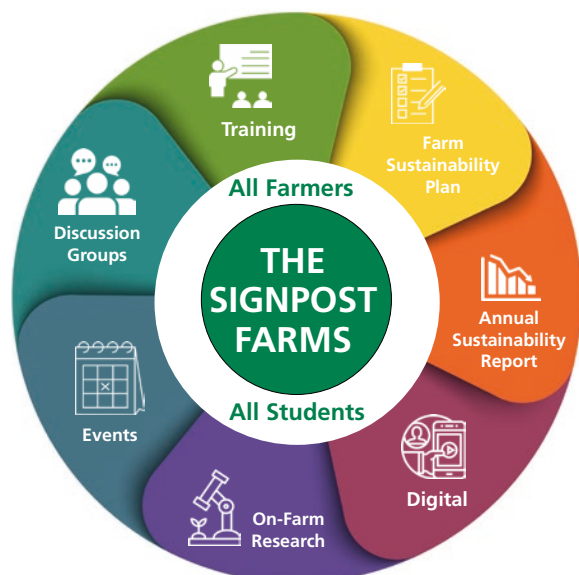 Training
Farm
Sustainability
Plan
Annual
Sustainability
Report
Digital
On-Farm
Research
Events
Discussion
Groups
All Farmers
THE
SIGNPOST
FARMS
All Students